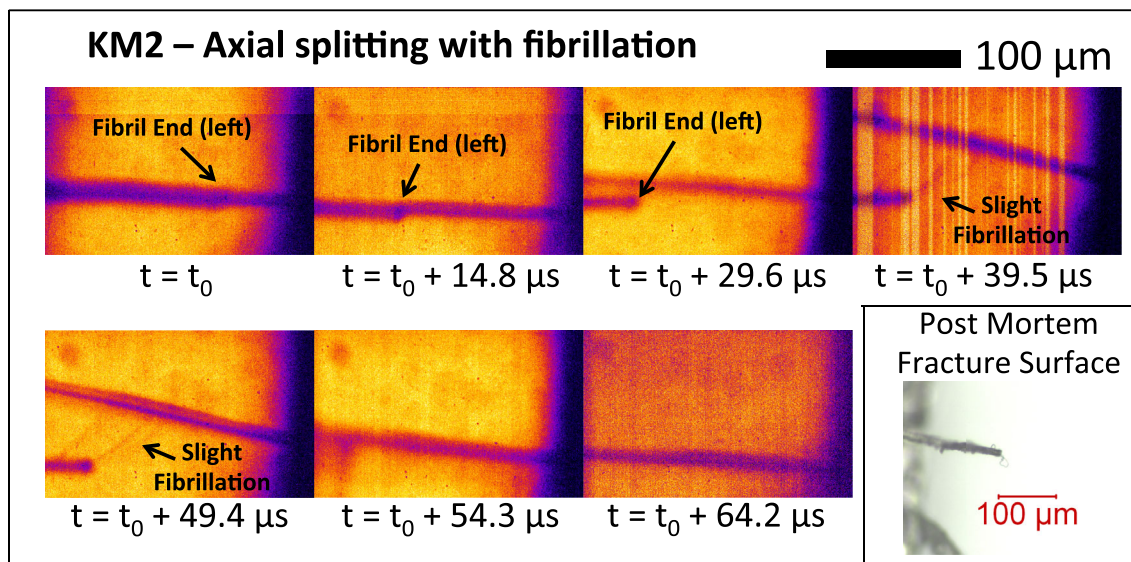 KM2 – Axial splitting with fibrillation
100 µm
Fibril End (left)
Fibril End (left)
Fibril End (left)
Slight
Fibrillation
t = t₀
t = t₀ + 14.8 µs
t = t₀ + 29.6 µs
t = t₀ + 39.5 µs
Slight
Fibrillation
t = t₀ + 49.4 µs
t = t₀ + 54.3 µs
t = t₀ + 64.2 µs
Post Mortem
Fracture Surface
100 µm